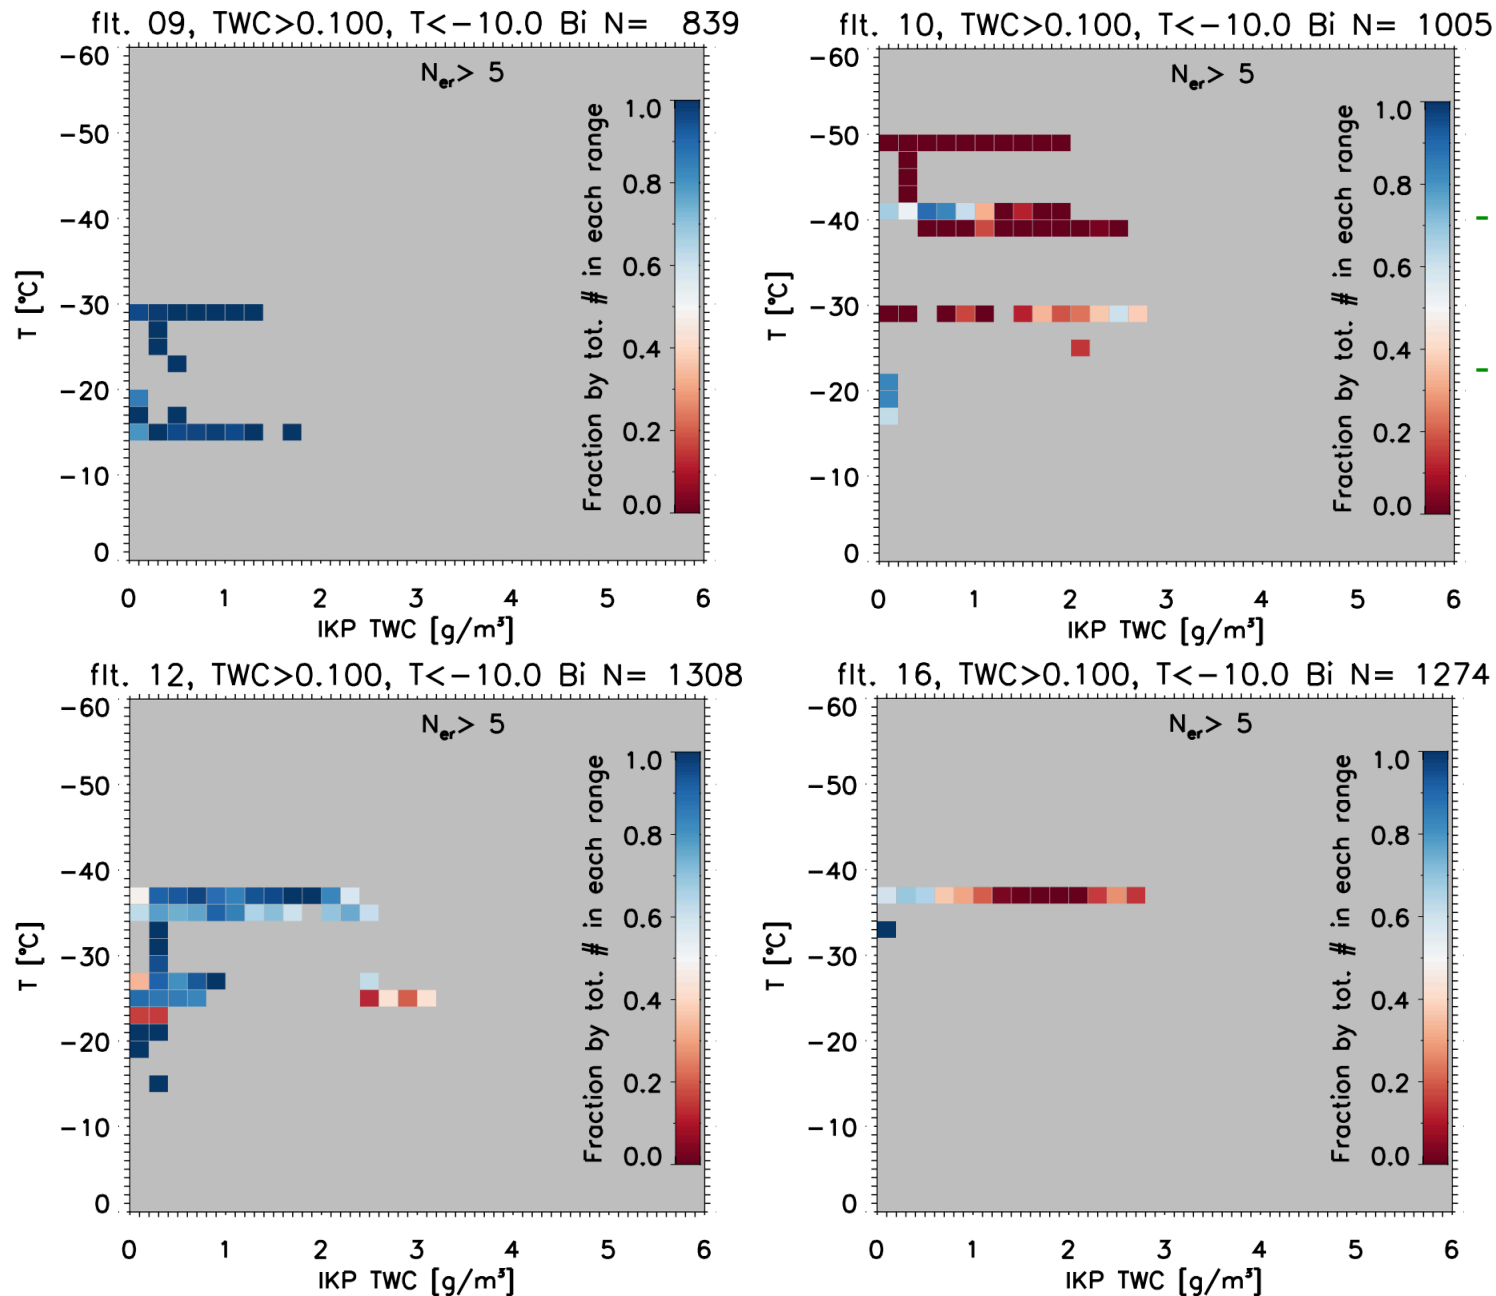 flt. 09, TWC>0.100, T<−10.0 Bi N= 839
N_er> 5
−60
−50
−40
−30
−20
−10
0
T [°C]
0 1 2 3 4 5 6
IKP TWC [g/m³]
1.0
0.8
0.6
0.4
0.2
0.0
Fraction by tot. # in each range
flt. 10, TWC>0.100, T<−10.0 Bi N= 1005
N_er> 5
−60
−50
−40
−30
−20
−10
0
T [°C]
0 1 2 3 4 5 6
IKP TWC [g/m³]
1.0
0.8
0.6
0.4
0.2
0.0
Fraction by tot. # in each range
flt. 12, TWC>0.100, T<−10.0 Bi N= 1308
N_er> 5
−60
−50
−40
−30
−20
−10
0
T [°C]
0 1 2 3 4 5 6
IKP TWC [g/m³]
1.0
0.8
0.6
0.4
0.2
0.0
Fraction by tot. # in each range
flt. 16, TWC>0.100, T<−10.0 Bi N= 1274
N_er> 5
−60
−50
−40
−30
−20
−10
0
T [°C]
0 1 2 3 4 5 6
IKP TWC [g/m³]
1.0
0.8
0.6
0.4
0.2
0.0
Fraction by tot. # in each range